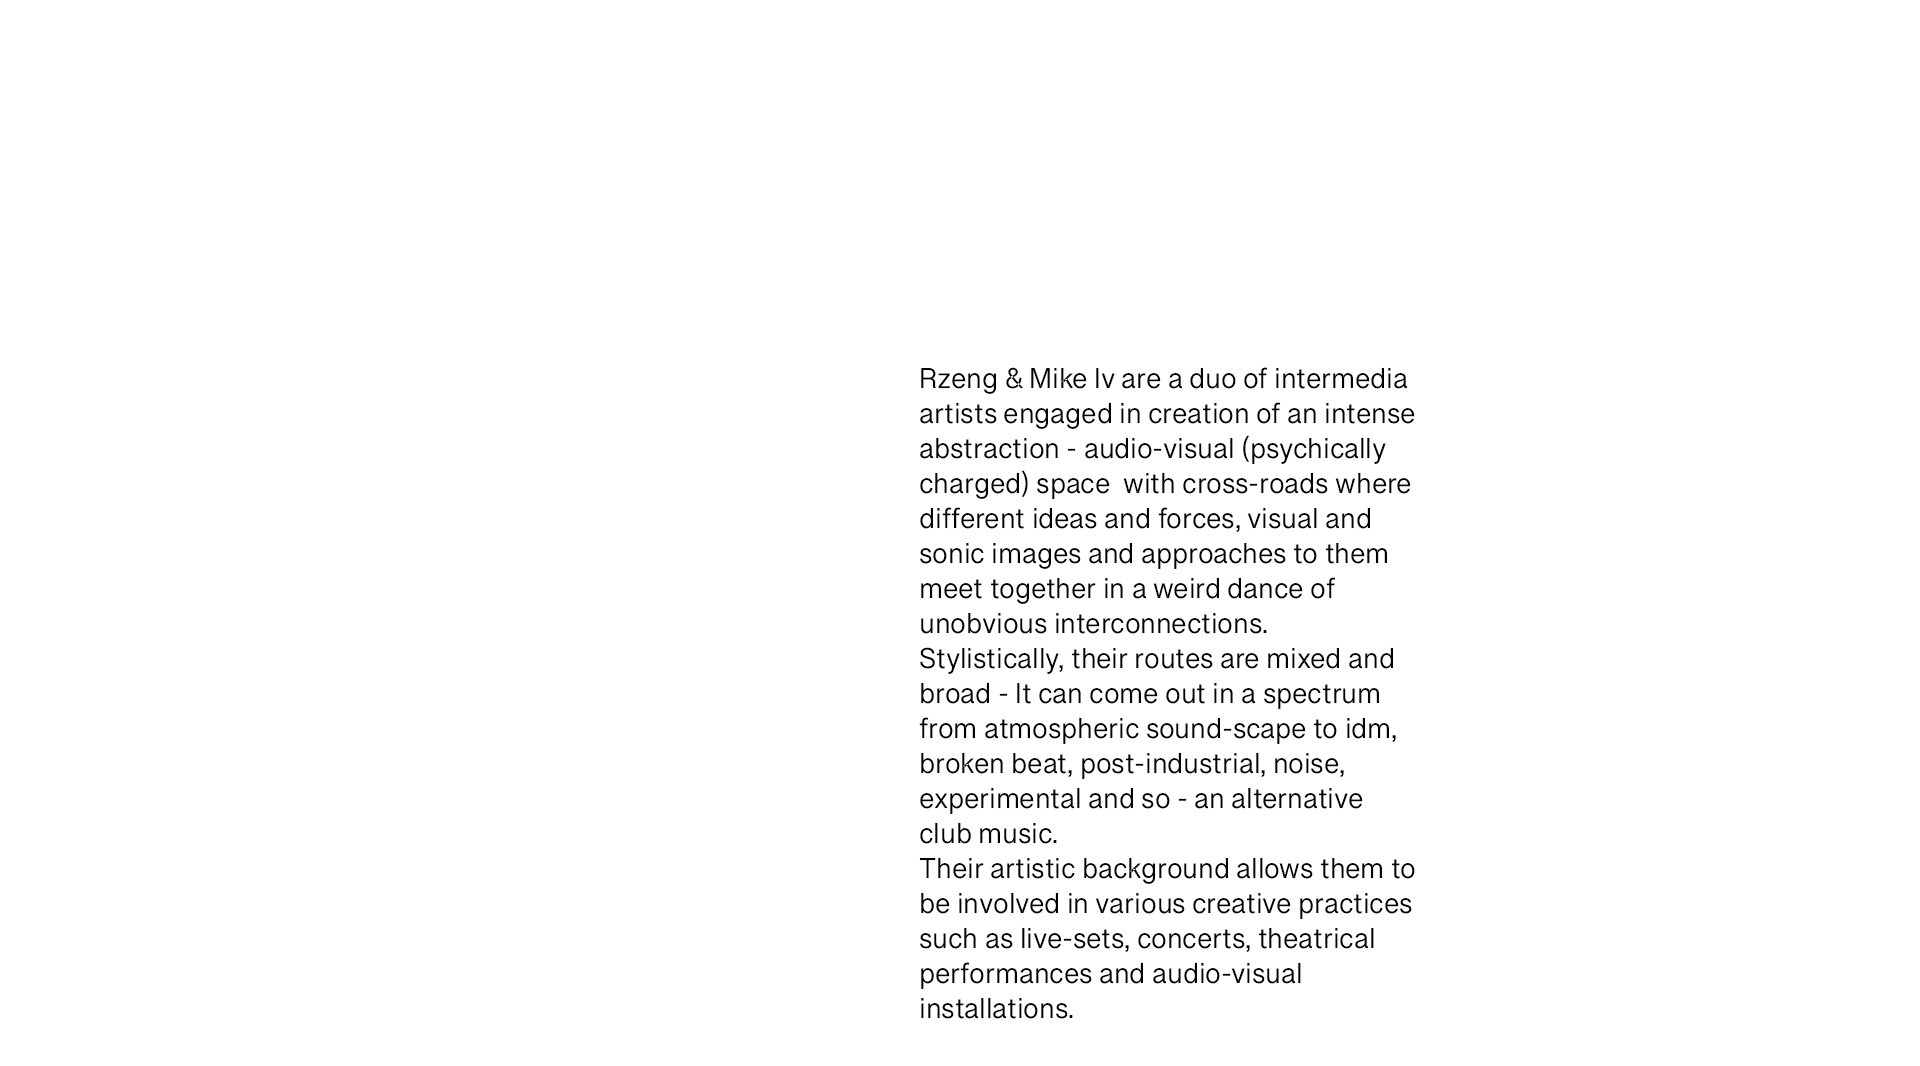 Rzeng & Mike Iv are a duo of intermedia
artists engaged in creation of an intense
abstraction - audio-visual (psychically
charged) space  with cross-roads where
different ideas and forces, visual and
sonic images and approaches to them
meet together in a weird dance of
unobvious interconnections.
Stylistically, their routes are mixed and
broad - It can come out in a spectrum
from atmospheric sound-scape to idm,
broken beat, post-industrial, noise,
experimental and so - an alternative
club music.
Their artistic background allows them to
be involved in various creative practices
such as live-sets, concerts, theatrical
performances and audio-visual
installations.